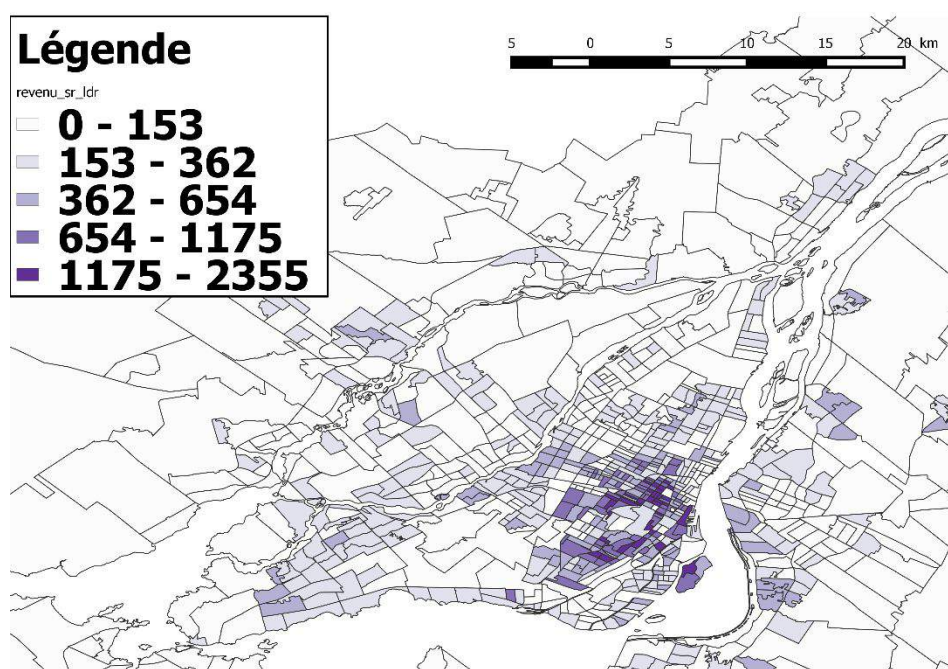 Légende
revenu_sr_ldr
0 - 153
153 - 362
362 - 654
654 - 1175
1175 - 2355
5 0 5 10 15 20 km